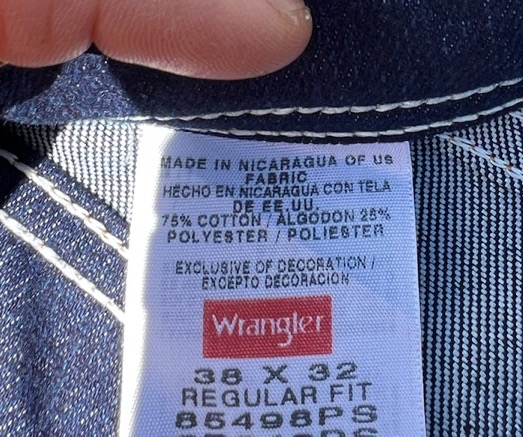 MADE IN NICARAGUA OF US
FABRIC
HECHO EN NICARAGUA CON TELA
DE EE.UU.
75% COTTON / ALGODON 25%
POLYESTER / POLIESTER
EXCLUSIVE OF DECORATION /
EXCEPTO DECORACION
Wrangler
38 X 32
REGULAR FIT
85498PS